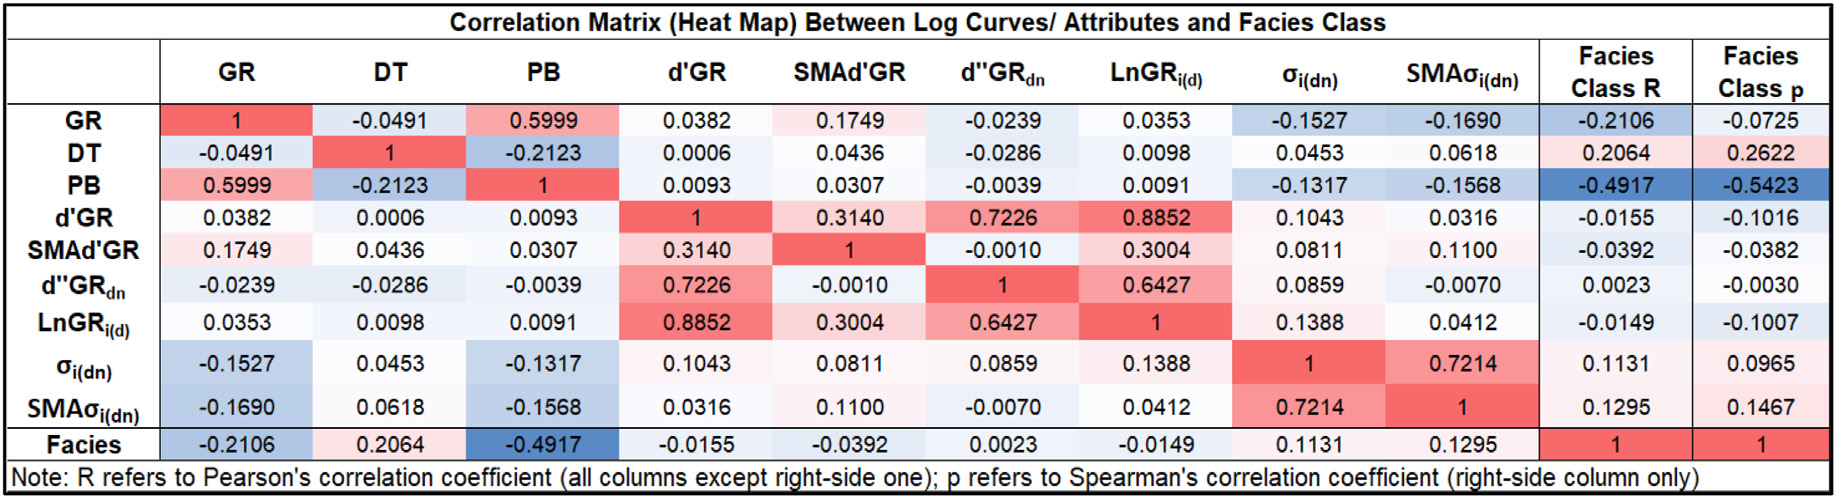 Correlation Matrix (Heat Map) Between Log Curves/ Attributes and Facies Class
GR DT PB d'GR SMAd'GR d''GRdn LnGRi(d) σi(dn) SMAσi(dn) Facies Class R Facies Class p
GR 1 -0.0491 0.5999 0.0382 0.1749 -0.0239 0.0353 -0.1527 -0.1690 -0.2106 -0.0725
DT -0.0491 1 -0.2123 0.0006 0.0436 -0.0286 0.0098 0.0453 0.0618 0.2064 0.2622
PB 0.5999 -0.2123 1 0.0093 0.0307 -0.0039 0.0091 -0.1317 -0.1568 -0.4917 -0.5423
d'GR 0.0382 0.0006 0.0093 1 0.3140 0.7226 0.8852 0.1043 0.0316 -0.0155 -0.1016
SMAd'GR 0.1749 0.0436 0.0307 0.3140 1 -0.0010 0.3004 0.0811 0.1100 -0.0392 -0.0382
d''GRdn -0.0239 -0.0286 -0.0039 0.7226 -0.0010 1 0.6427 0.0859 -0.0070 0.0023 -0.0030
LnGRi(d) 0.0353 0.0098 0.0091 0.8852 0.3004 0.6427 1 0.1388 0.0412 -0.0149 -0.1007
σi(dn) -0.1527 0.0453 -0.1317 0.1043 0.0811 0.0859 0.1388 1 0.7214 0.1131 0.0965
SMAσi(dn) -0.1690 0.0618 -0.1568 0.0316 0.1100 -0.0070 0.0412 0.7214 1 0.1295 0.1467
Facies -0.2106 0.2064 -0.4917 -0.0155 -0.0392 0.0023 -0.0149 0.1131 0.1295 1 1
Note: R refers to Pearson's correlation coefficient (all columns except right-side one); p refers to Spearman's correlation coefficient (right-side column only)